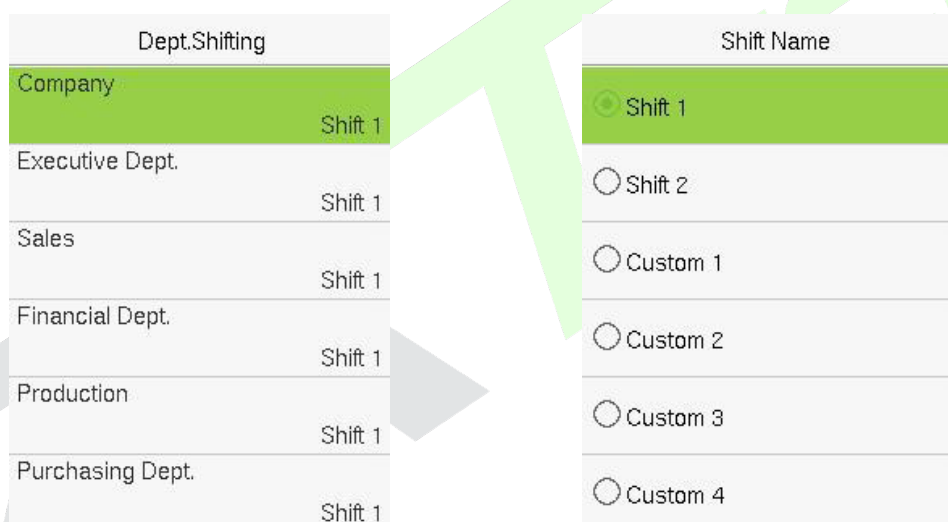 Dept.Shifting
Company
Shift 1
Executive Dept.
Shift 1
Sales
Shift 1
Financial Dept.
Shift 1
Production
Shift 1
Purchasing Dept.
Shift 1
Shift Name
Shift 1
Shift 2
Custom 1
Custom 2
Custom 3
Custom 4